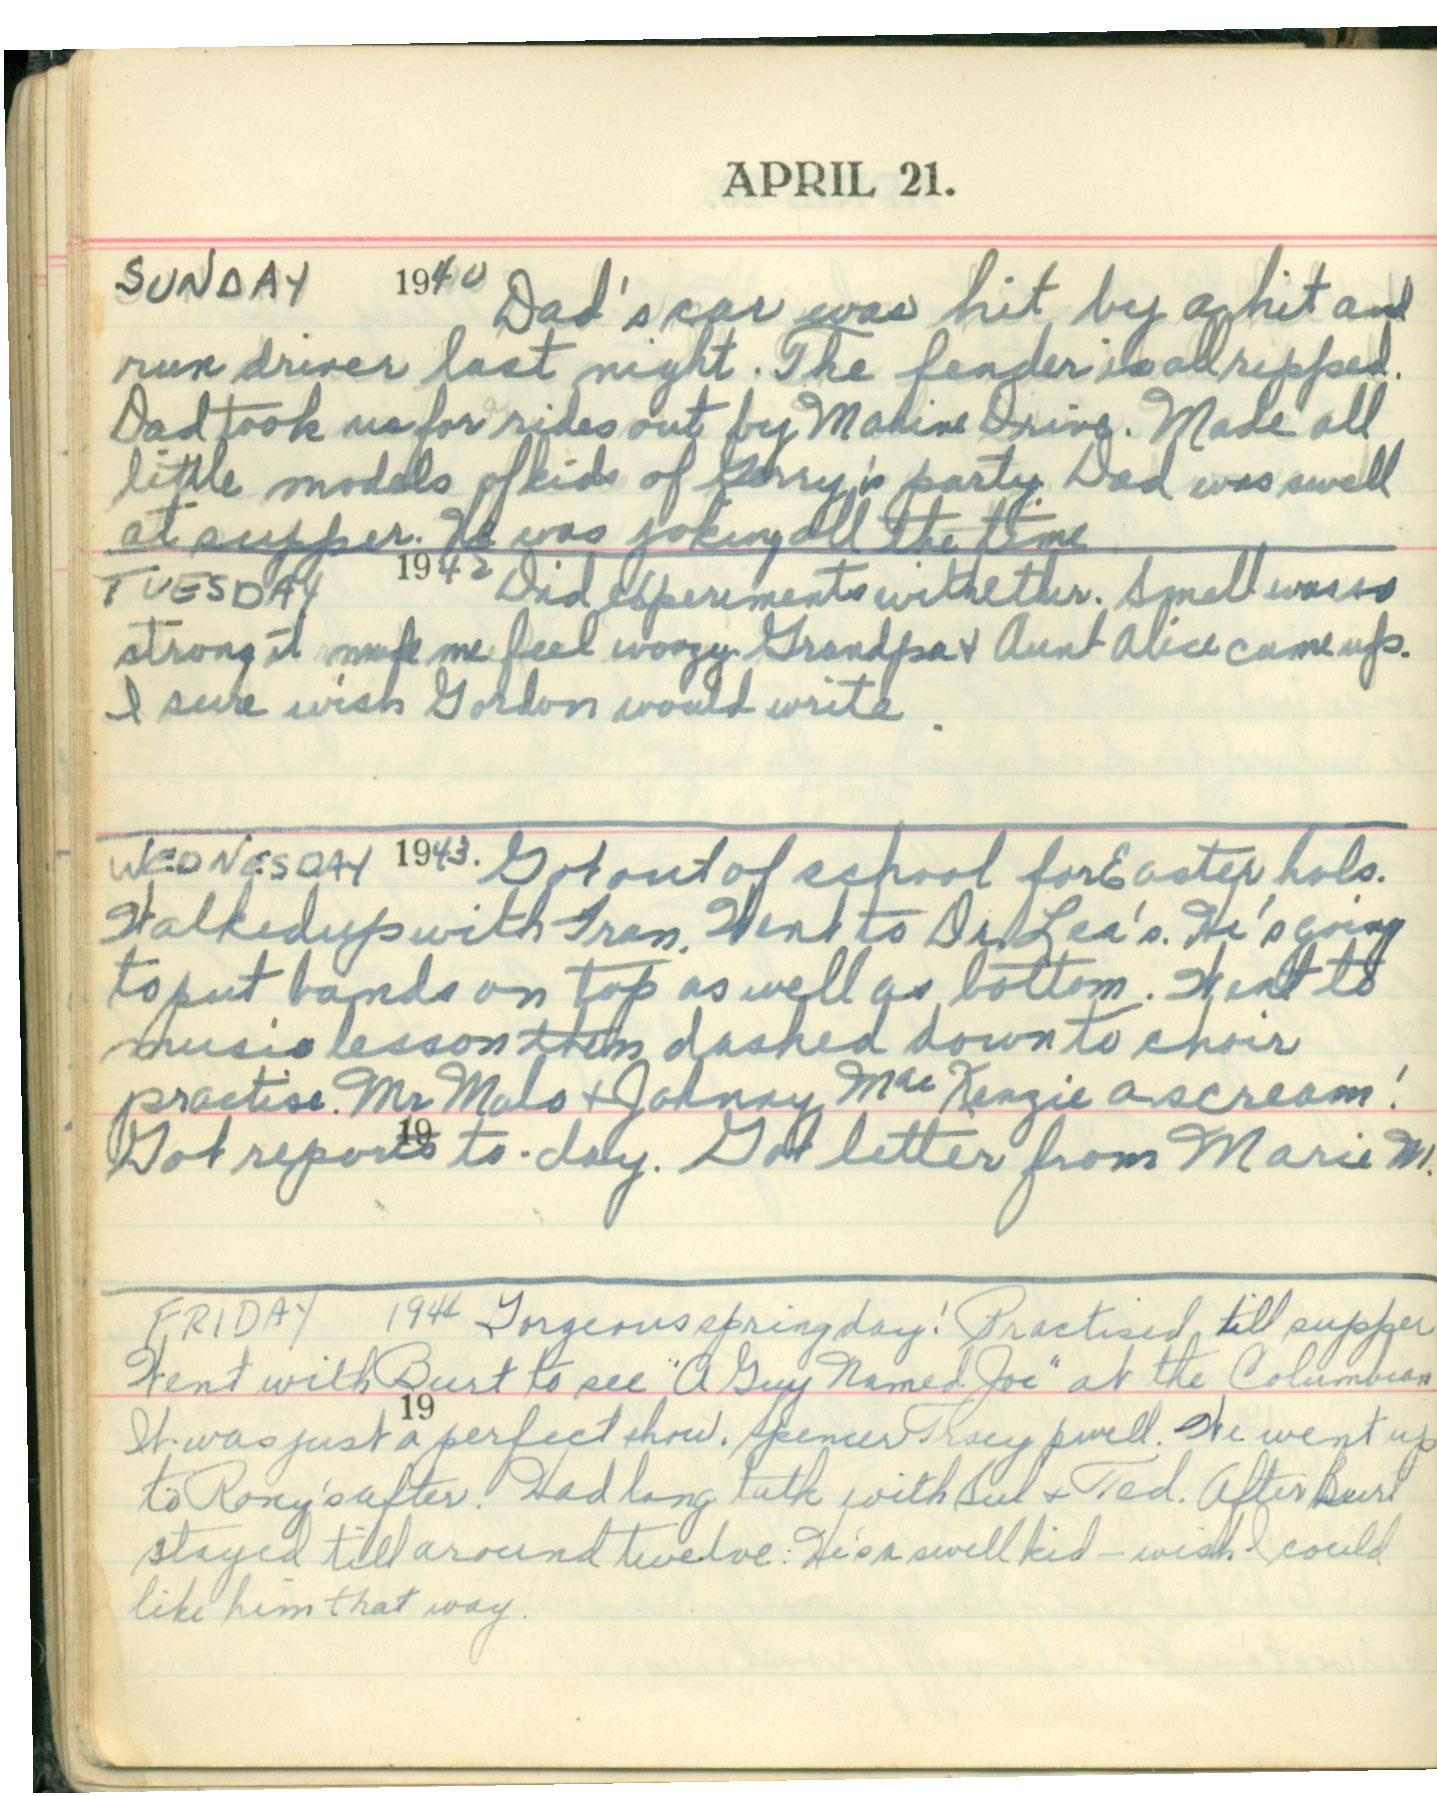 APRIL 21.
SUNDAY 1940 Dad's car was hit by a hit and
run driver last night. The fender is all ripped.
Dad took us for rides out by Marine Drive. Made all
little models of kids of Gerry's party. Dad was swell
at supper. He was joking all the time
TUESDAY 1942 Did experiments with ether. Smell was so
strong it made me feel woozy. Grandpa & Aunt Alice came up.
I sure wish Gordon would write.
WEDNESDAY 1943. Got out of school for Easter hols.
Walked up with Fran. Went to Dr. Lea's. He's going
to put bands on top as well as bottom. Went to
music lesson then dashed down to choir
practise. Mr Malo & Johnny MacKenzie a scream!
19
Got reports to-day. Got letter from Marie M.
FRIDAY 1944 Gorgeous spring day! Practised till supper
Went with Burt to see "A Guy Named Joe" at the Columbian
19
It was just a perfect show. Spencer Tracy swell. We went up
to Roxy's after. Had long talk with & Ted. After Burt
stayed till around twelve. He's a swell kid - wish I could
like him that way.